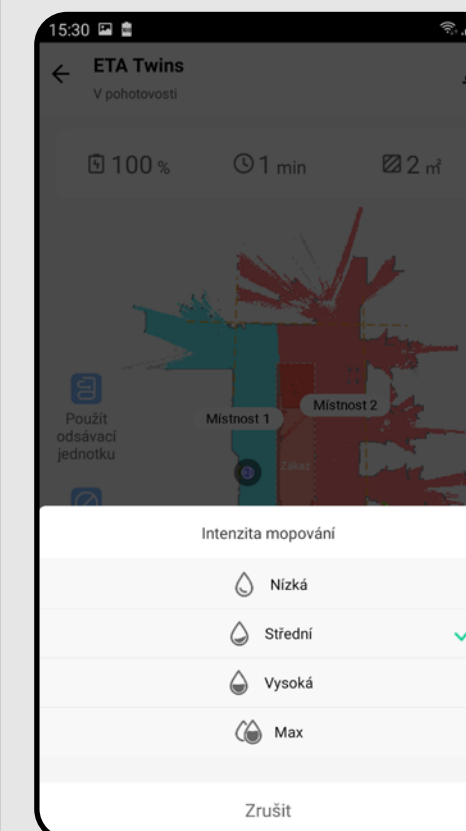 15:30
ETA Twins
V pohotovosti
100 %
1 min
2 m²
Místnost 1
Místnost 2
Použít
odsávací
jednotku
Zákaz
Intenzita mopování
Nízká
Střední
Vysoká
Max
Zrušit